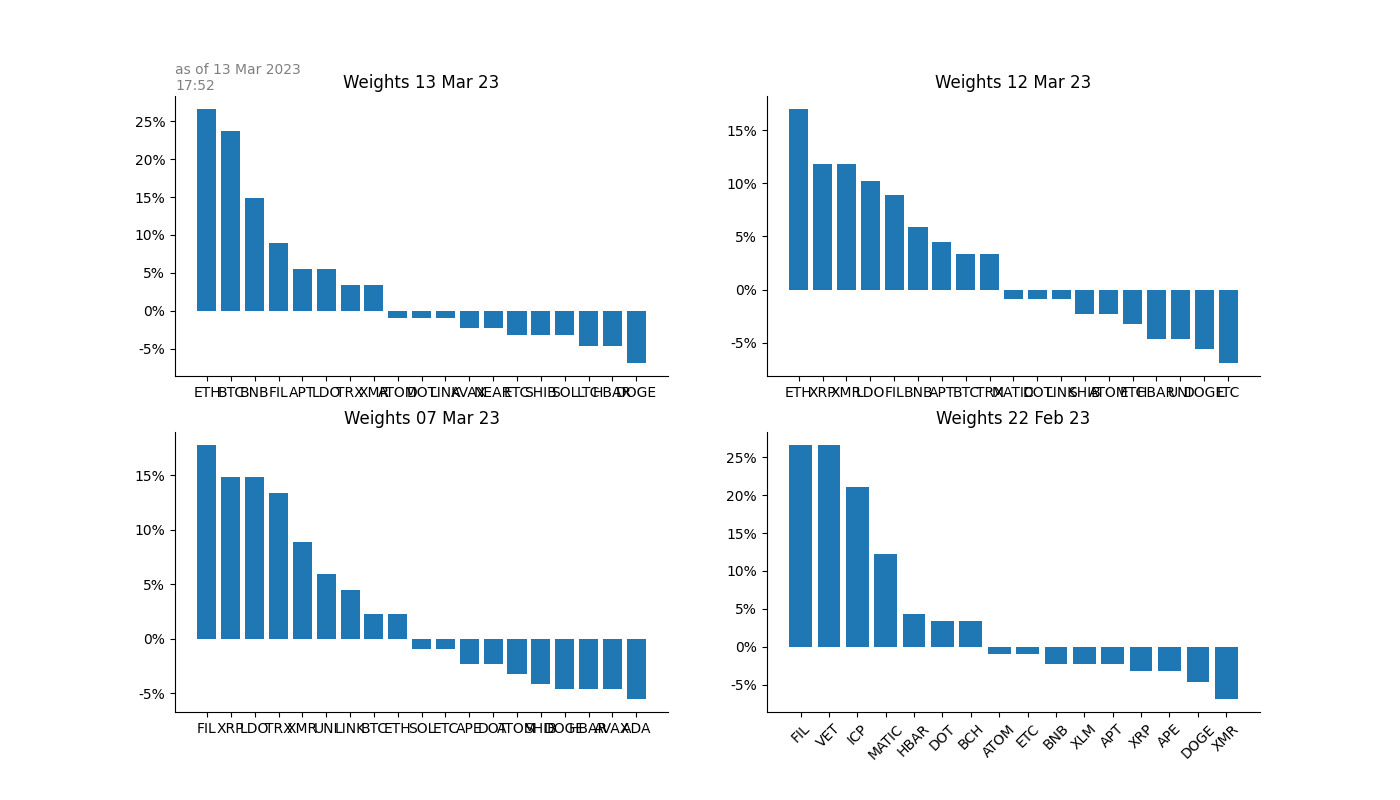 as of 13 Mar 2023
17:52
Weights 13 Mar 23
25%
20%
15%
10%
5%
0%
-5%
ETH BTC BNB FIL APT LDO TRX XMR ATOM DOT LINK AVAX NEAR ETC SHIB SOL LTC HBAR DOGE
Weights 12 Mar 23
15%
10%
5%
0%
-5%
ETH XRP XMR LDO FIL BNB APT BTC TRX MATIC DOT LINK SHIB ATOM ETC HBAR UNI DOGE LTC
Weights 07 Mar 23
15%
10%
5%
0%
-5%
FIL XRP LDO TRX XMR UNI LINK BTC ETH SOL ETC APE DOT ATOM SHIB DOGE HBAR AVAX ADA
Weights 22 Feb 23
25%
20%
15%
10%
5%
0%
-5%
FIL VET ICP MATIC HBAR DOT BCH ATOM ETC BNB XLM APT XRP APE DOGE XMR